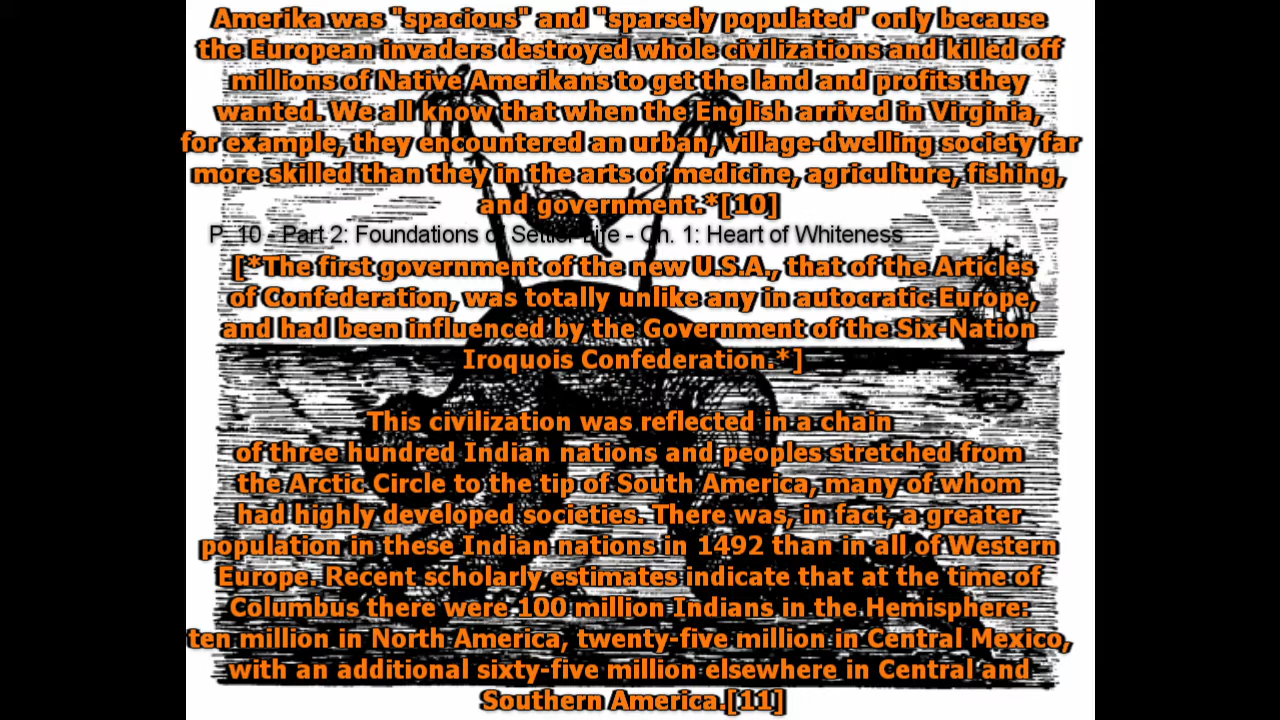 Amerika was "spacious" and "sparsely populated" only because
the European invaders destroyed whole civilizations and killed off
millions of Native Amerikans to get the land and profits they
wanted. We all know that when the English arrived in Virginia,
for example, they encountered an urban, village-dwelling society far
more skilled than they in the arts of medicine, agriculture, fishing,
and government.*[10]
P. 10 - Part 2: Foundations of Settler Life - Ch. 1: Heart of Whiteness
[*The first government of the new U.S.A., that of the Articles
of Confederation, was totally unlike any in autocratic Europe,
and had been influenced by the Government of the Six-Nation
Iroquois Confederation.*]
This civilization was reflected in a chain
of three hundred Indian nations and peoples stretched from
the Arctic Circle to the tip of South America, many of whom
had highly developed societies. There was, in fact, a greater
population in these Indian nations in 1492 than in all of Western
Europe. Recent scholarly estimates indicate that at the time of
Columbus there were 100 million Indians in the Hemisphere:
ten million in North America, twenty-five million in Central Mexico,
with an additional sixty-five million elsewhere in Central and
Southern America.[11]